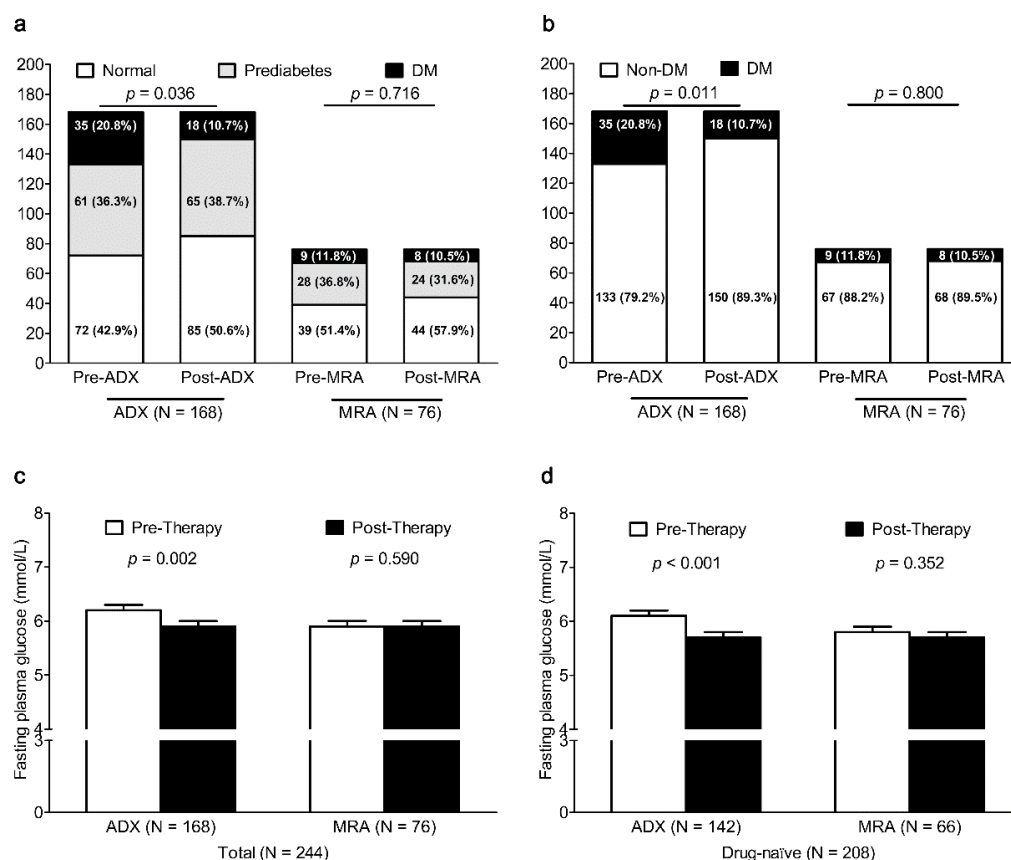 a
Normal Prediabetes DM
p = 0.036 p = 0.716
200
180
160
140
120
100
80
60
40
20
0
35 (20.8%) 18 (10.7%)
61 (36.3%) 65 (38.7%)
9 (11.8%) 8 (10.5%)
28 (36.8%) 24 (31.6%)
72 (42.9%) 85 (50.6%) 39 (51.4%) 44 (57.9%)
Pre-ADX Post-ADX Pre-MRA Post-MRA
ADX (N = 168) MRA (N = 76)
b
Non-DM DM
p = 0.011 p = 0.800
200
180
160
140
120
100
80
60
40
20
0
35 (20.8%) 18 (10.7%)
9 (11.8%) 8 (10.5%)
133 (79.2%) 150 (89.3%) 67 (88.2%) 68 (89.5%)
Pre-ADX Post-ADX Pre-MRA Post-MRA
ADX (N = 168) MRA (N = 76)
c
Pre-Therapy Post-Therapy
p = 0.002 p = 0.590
Fasting plasma glucose (mmol/L)
8
7
6
5
4
3
0
ADX (N = 168) MRA (N = 76)
Total (N = 244)
d
Pre-Therapy Post-Therapy
p < 0.001 p = 0.352
Fasting plasma glucose (mmol/L)
8
7
6
5
4
3
0
ADX (N = 142) MRA (N = 66)
Drug-naïve (N = 208)